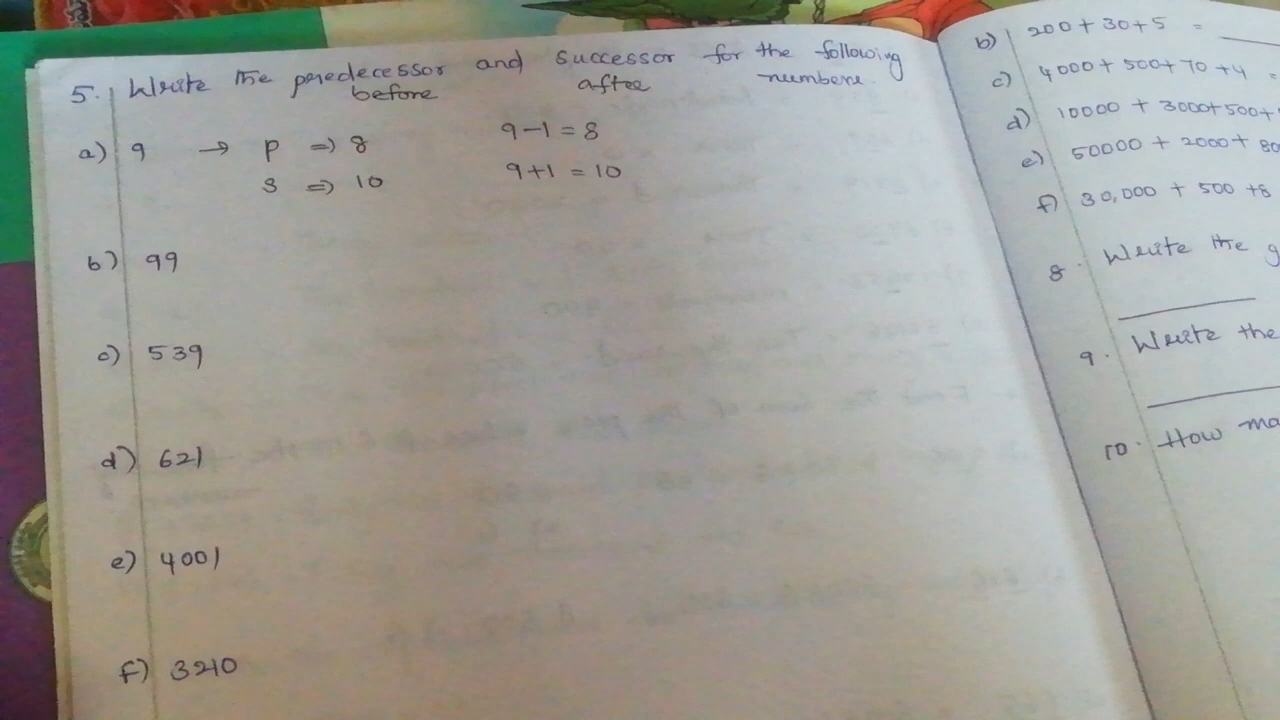 5. Write the predecessor and successor for the following
before after numbers.
a) 9 → P ⇒ 8 9-1 = 8
S ⇒ 10 9+1 = 10
b) 99
c) 539
d) 621
e) 4001
f) 3210
b) 200 + 30 + 5 =
c) 4000 + 500 + 70 + 4 =
d) 10000 + 3000 + 500 +
e) 50000 + 2000 + 80
f) 30,000 + 500 + 8
8. Write the g
9. Write the
10. How ma